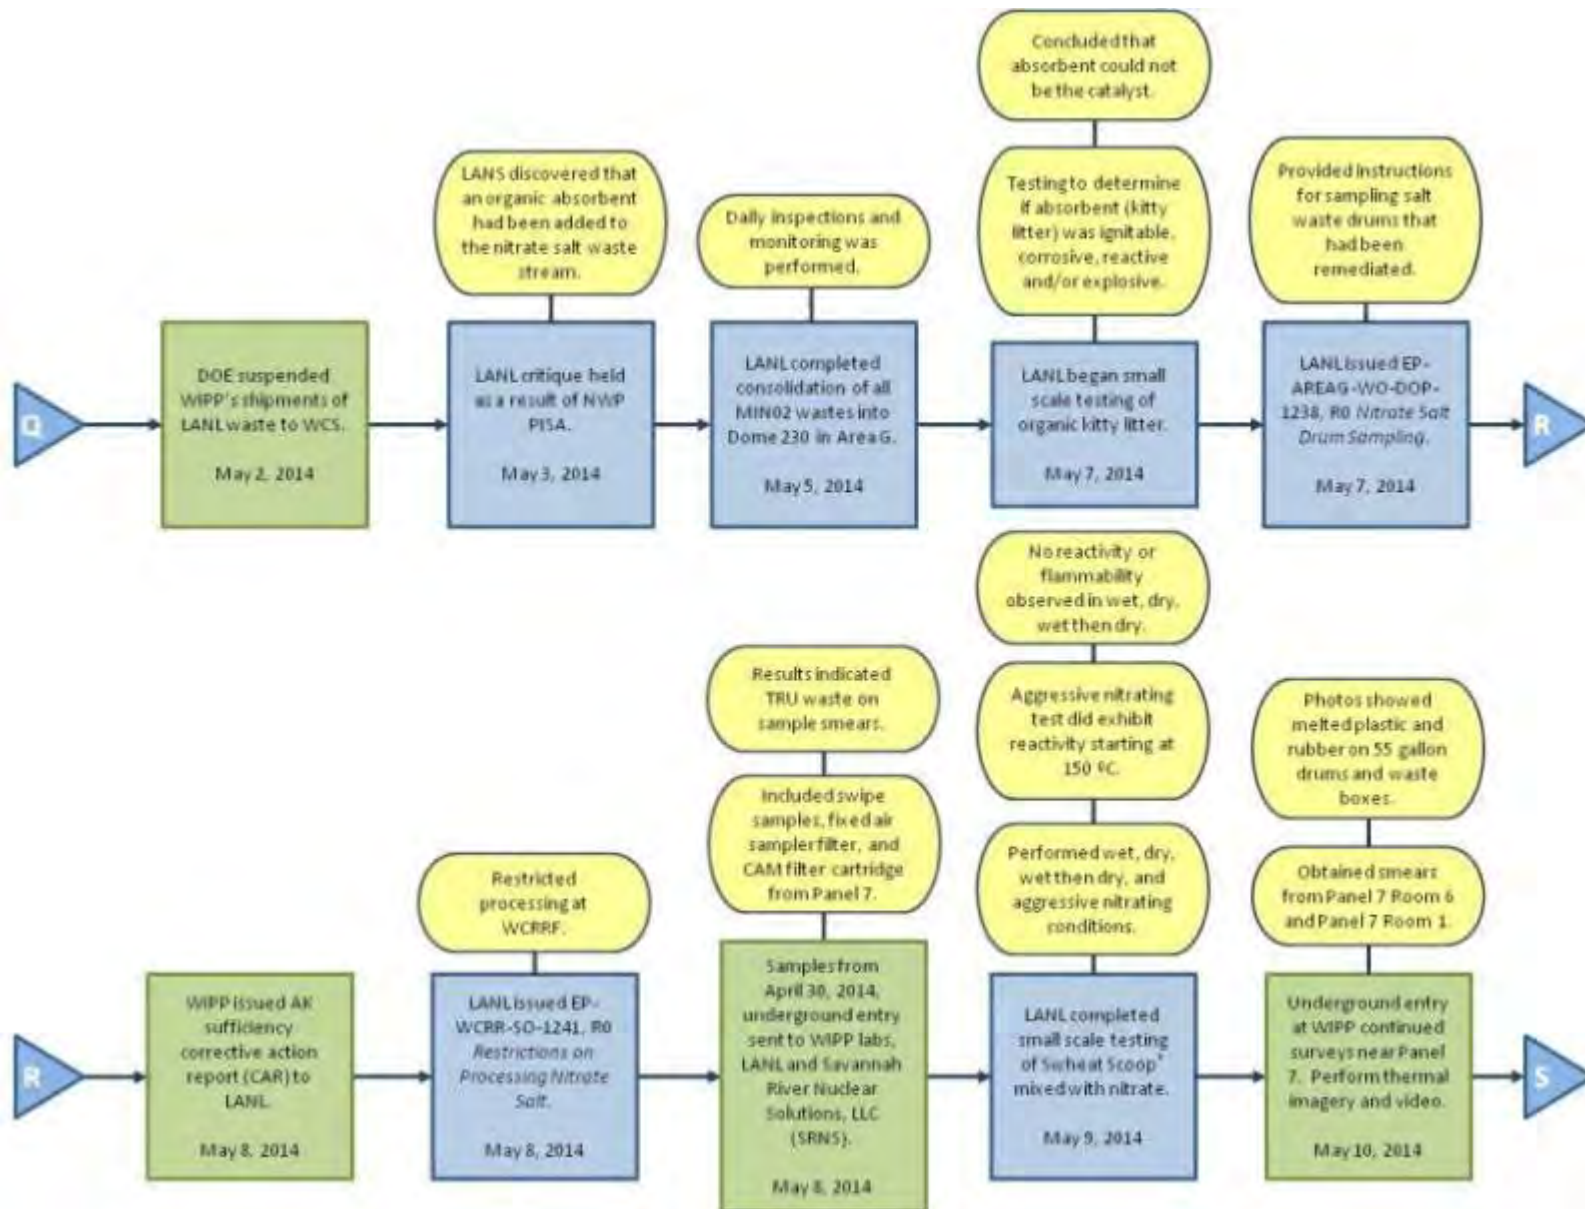 Concluded that
absorbent could not
be the catalyst.
LANS discovered that
an organic absorbent
had been added to
the nitrate salt waste
stream.
Daily inspections and
monitoring was
performed.
Testing to determine
if absorbent (kitty
litter) was ignitable,
corrosive, reactive
and/or explosive.
Provided instructions
for sampling salt
waste drums that
had been
remediated.
Q
DOE suspended
WIPP's shipments of
LANL waste to WCS.
May 2, 2014
LANL critique held
as a result of NWP
PISA.
May 3, 2014
LANL completed
consolidation of all
MIN02 wastes into
Dome 230 in Area G.
May 5, 2014
LANL began small
scale testing of
organic kitty litter.
May 7, 2014
LANL issued EP-
AREAG-WO-DOP-
1238, R0 Nitrate Salt
Drum Sampling.
May 7, 2014
R
No reactivity or
flammability
observed in wet, dry,
wet then dry.
Results indicated
TRU waste on
sample smears.
Aggressive nitrating
test did exhibit
reactivity starting at
150 ºC.
Photos showed
melted plastic and
rubber on 55 gallon
drums and waste
boxes.
Restricted
processing at
WCRRF.
Included swipe
samples, fixed air
sampler filter, and
CAM filter cartridge
from Panel 7.
Performed wet, dry,
wet then dry, and
aggressive nitrating
conditions.
Obtained smears
from Panel 7 Room 6
and Panel 7 Room 1.
R
WIPP issued AK
sufficiency
corrective action
report (CAR) to
LANL.
May 8, 2014
LANL issued EP-
WCRR-SO-1241, R0
Restrictions on
Processing Nitrate
Salt.
May 8, 2014
Samples from
April 30, 2014,
underground entry
sent to WIPP labs,
LANL and Savannah
River Nuclear
Solutions, LLC
(SRNS).
May 8, 2014
LANL completed
small scale testing
of Swheat Scoop
mixed with nitrate.
May 9, 2014
Underground entry
at WIPP continued
surveys near Panel
7. Perform thermal
imagery and video.
May 10, 2014
S